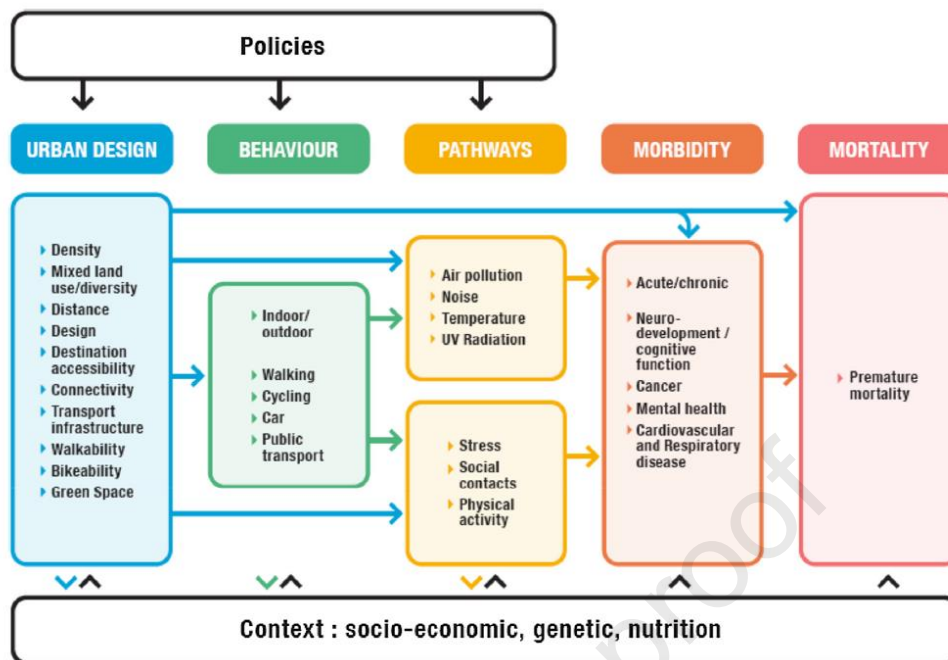 Policies
URBAN DESIGN
BEHAVIOUR
PATHWAYS
MORBIDITY
MORTALITY
Density
Mixed land
use/diversity
Distance
Design
Destination
accessibility
Connectivity
Transport
infrastructure
Walkability
Bikeability
Green Space
Indoor/
outdoor
Walking
Cycling
Car
Public
transport
Air pollution
Noise
Temperature
UV Radiation
Stress
Social
contacts
Physical
activity
Acute/chronic
Neuro-
development /
cognitive
function
Cancer
Mental health
Cardiovascular
and Respiratory
disease
Premature
mortality
Context : socio-economic, genetic, nutrition
proof